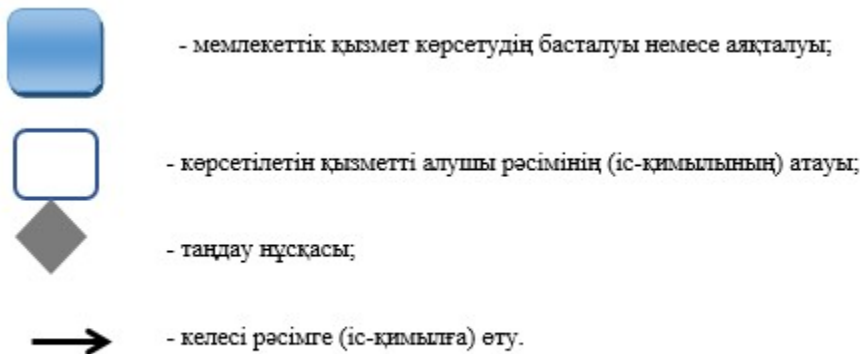 - мемлекеттік қызмет көрсетудің басталуы немесе аяқталуы;
- көрсетілетін қызметті алушы рәсімінің (іс-қимылының) атауы;
- таңдау нұсқасы;
- келесі рәсімге (іс-қимылға) өту.